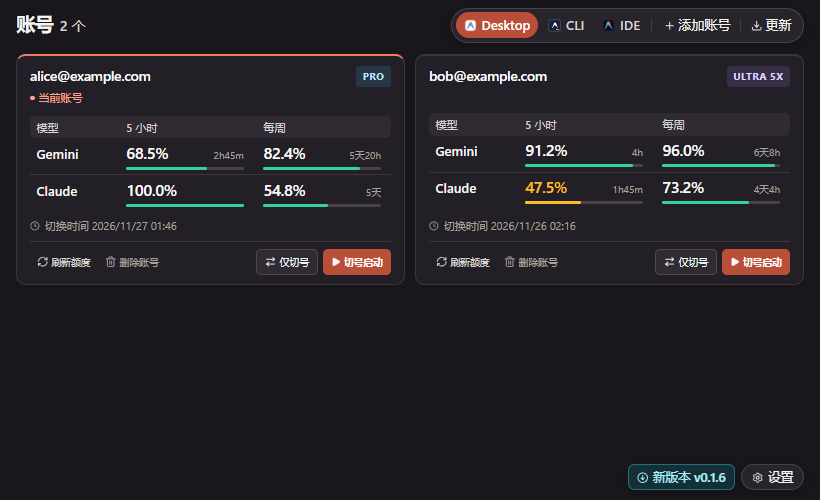 账号 2 个
Desktop CLI IDE + 添加账号 更新
alice@example.com PRO
当前账号
模型 5 小时 每周
Gemini 68.5% 2h45m 82.4% 5天20h
Claude 100.0% 54.8% 5天
切换时间 2026/11/27 01:46
刷新额度 删除账号 仅切号 切号启动
bob@example.com ULTRA 5X
模型 5 小时 每周
Gemini 91.2% 4h 96.0% 6天8h
Claude 47.5% 1h45m 73.2% 4天4h
切换时间 2026/11/26 02:16
刷新额度 删除账号 仅切号 切号启动
新版本 v0.1.6 设置